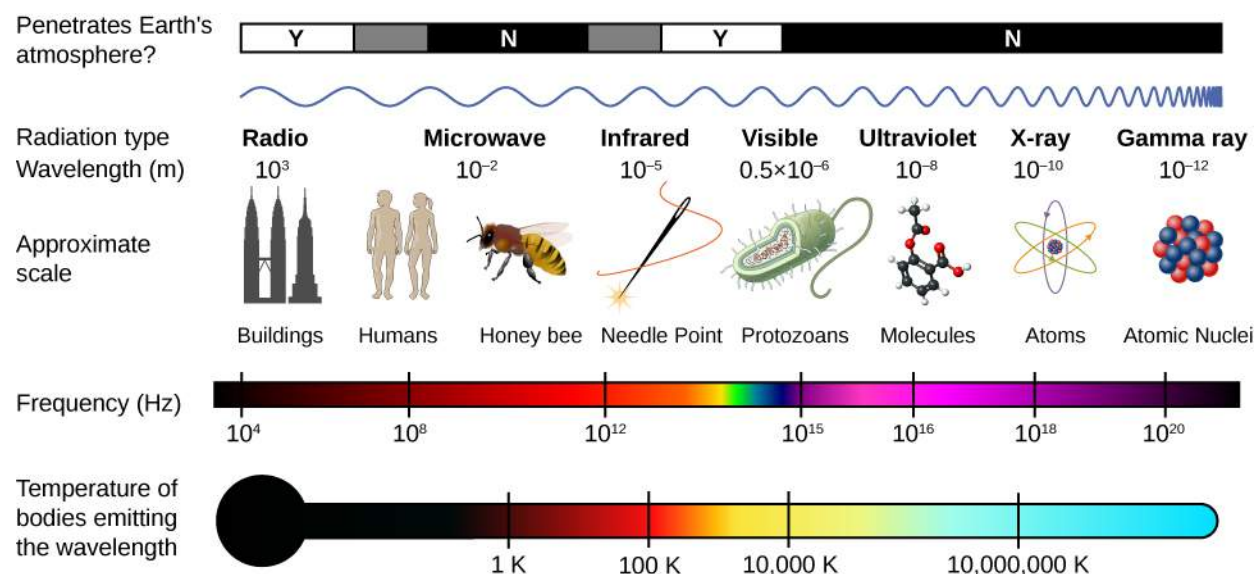 Penetrates Earth's
atmosphere?
Y N Y N
Radiation type
Wavelength (m)
Radio Microwave Infrared Visible Ultraviolet X-ray Gamma ray
10³ 10⁻² 10⁻⁵ 0.5×10⁻⁶ 10⁻⁸ 10⁻¹⁰ 10⁻¹²
Approximate
scale
Buildings Humans Honey bee Needle Point Protozoans Molecules Atoms Atomic Nuclei
Frequency (Hz)
10⁴ 10⁸ 10¹² 10¹⁵ 10¹⁶ 10¹⁸ 10²⁰
Temperature of
bodies emitting
the wavelength
1 K 100 K 10,000 K 10,000,000 K